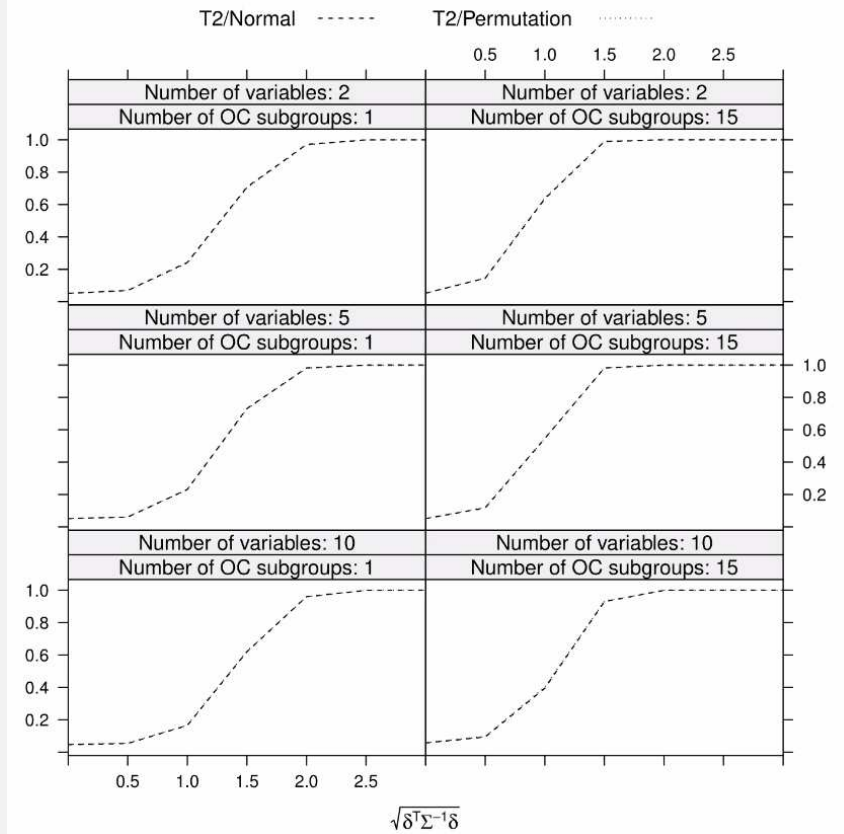 T2/Normal T2/Permutation
0.5 1.0 1.5 2.0 2.5
Number of variables: 2 Number of variables: 2
Number of OC subgroups: 1 Number of OC subgroups: 15
1.0
0.8
0.6
0.4
0.2
Number of variables: 5 Number of variables: 5
Number of OC subgroups: 1 Number of OC subgroups: 15
1.0
0.8
0.6
0.4
0.2
Number of variables: 10 Number of variables: 10
Number of OC subgroups: 1 Number of OC subgroups: 15
1.0
0.8
0.6
0.4
0.2
0.5 1.0 1.5 2.0 2.5
√δᵀΣ⁻¹δ